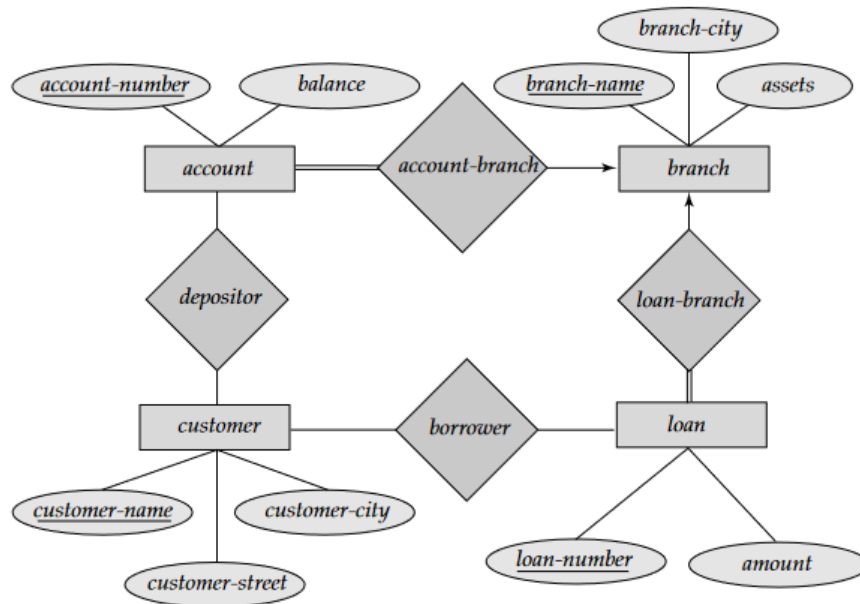 branch-city
account-number
balance
branch-name
assets
account
account-branch
branch
depositor
loan-branch
customer
borrower
loan
customer-name
customer-city
customer-street
loan-number
amount